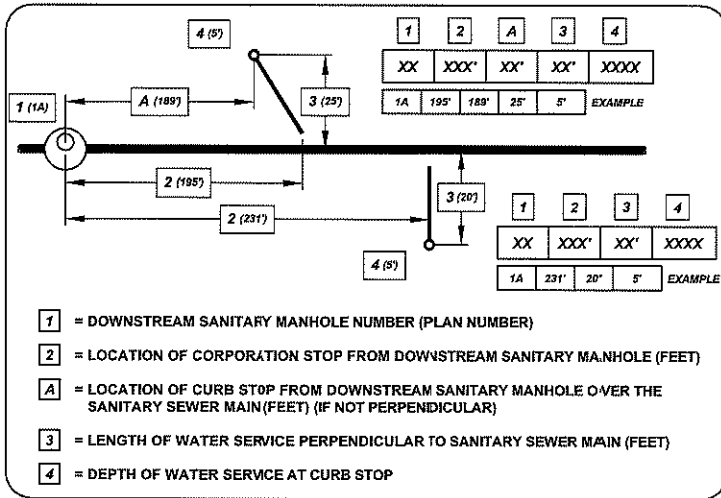 4 (5')
1 2 A 3 4
XX XXX' XX' XX' XXXX
1A 195' 189' 25' 5' EXAMPLE
A (189')
3 (25')
1 (1A)
2 (195')
3 (20')
2 (231')
4 (5')
1 2 3 4
XX XXX' XX' XXXX
1A 231' 20" 5' EXAMPLE
1 = DOWNSTREAM SANITARY MANHOLE NUMBER (PLAN NUMBER)
2 = LOCATION OF CORPORATION STOP FROM DOWNSTREAM SANITARY MANHOLE (FEET)
A = LOCATION OF CURB STOP FROM DOWNSTREAM SANITARY MANHOLE OVER THE
SANITARY SEWER MAIN (FEET) (IF NOT PERPENDICULAR)
3 = LENGTH OF WATER SERVICE PERPENDICULAR TO SANITARY SEWER MAIN (FEET)
4 = DEPTH OF WATER SERVICE AT CURB STOP